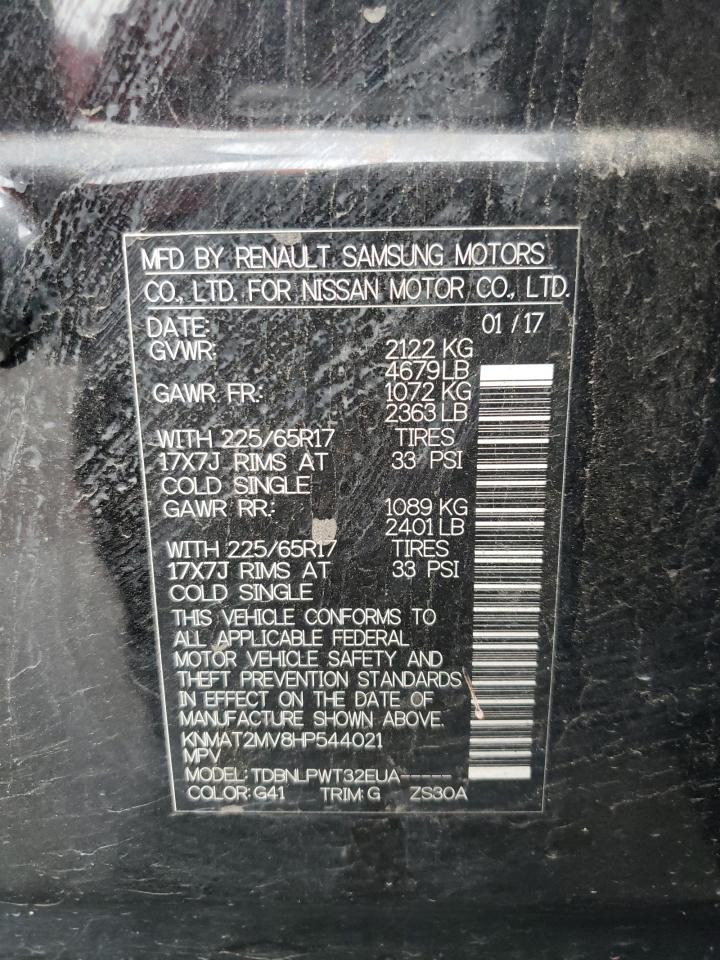 MFD BY RENAULT SAMSUNG MOTORS
CO., LTD. FOR NISSAN MOTOR CO., LTD.
DATE: 01 / 17
GVWR: 2122 KG
4679 LB
GAWR FR: 1072 KG
2363 LB
WITH 225/65R17 TIRES
17X7J RIMS AT 33 PSI
COLD SINGLE
GAWR RR: 1089 KG
2401 LB
WITH 225/65R17 TIRES
17X7J RIMS AT 33 PSI
COLD SINGLE
THIS VEHICLE CONFORMS TO
ALL APPLICABLE FEDERAL
MOTOR VEHICLE SAFETY AND
THEFT PREVENTION STANDARDS
IN EFFECT ON THE DATE OF
MANUFACTURE SHOWN ABOVE.
KNMAT2MV8HP544021
MPV
MODEL: TDBNLPWT32EUA-----
COLOR: G41 TRIM: G ZS30A